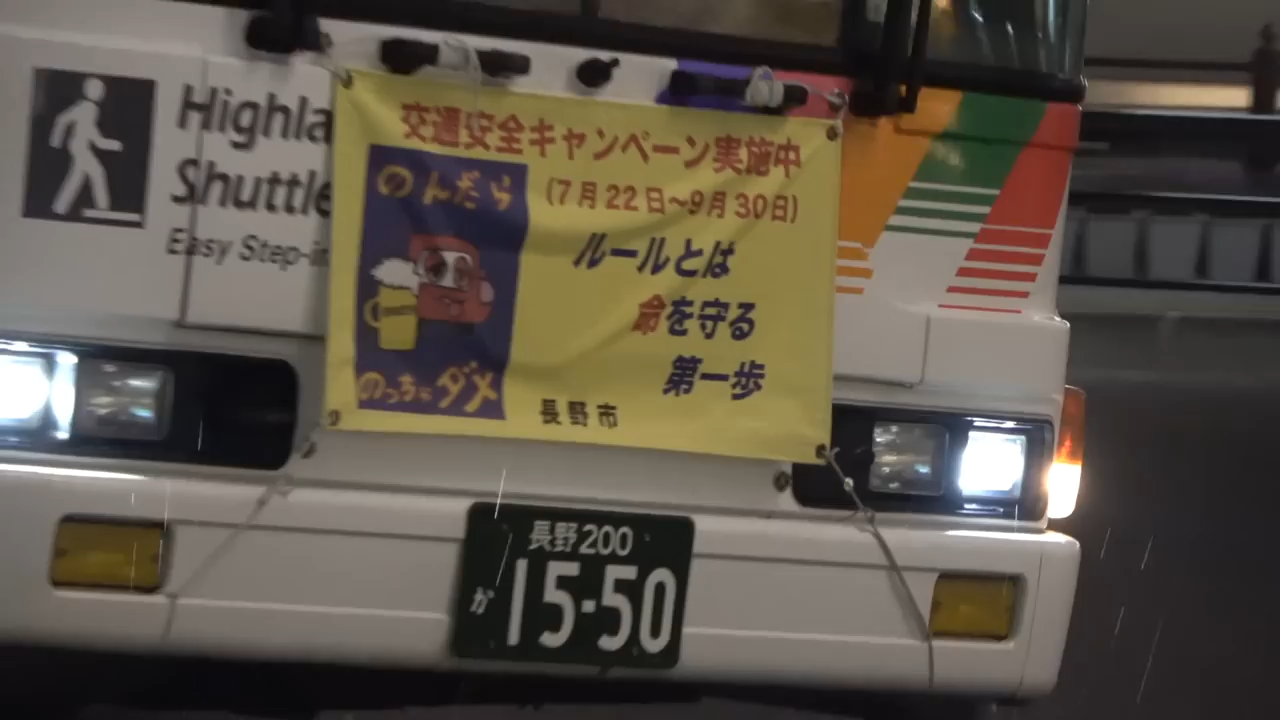 Highla
Shuttle
Easy Step-in
交通安全キャンペーン実施中
(7月22日～9月30日)
のんだら
のっちゃダメ
ルールとは
命を守る
第一歩
長野市
長野200
か
15-50